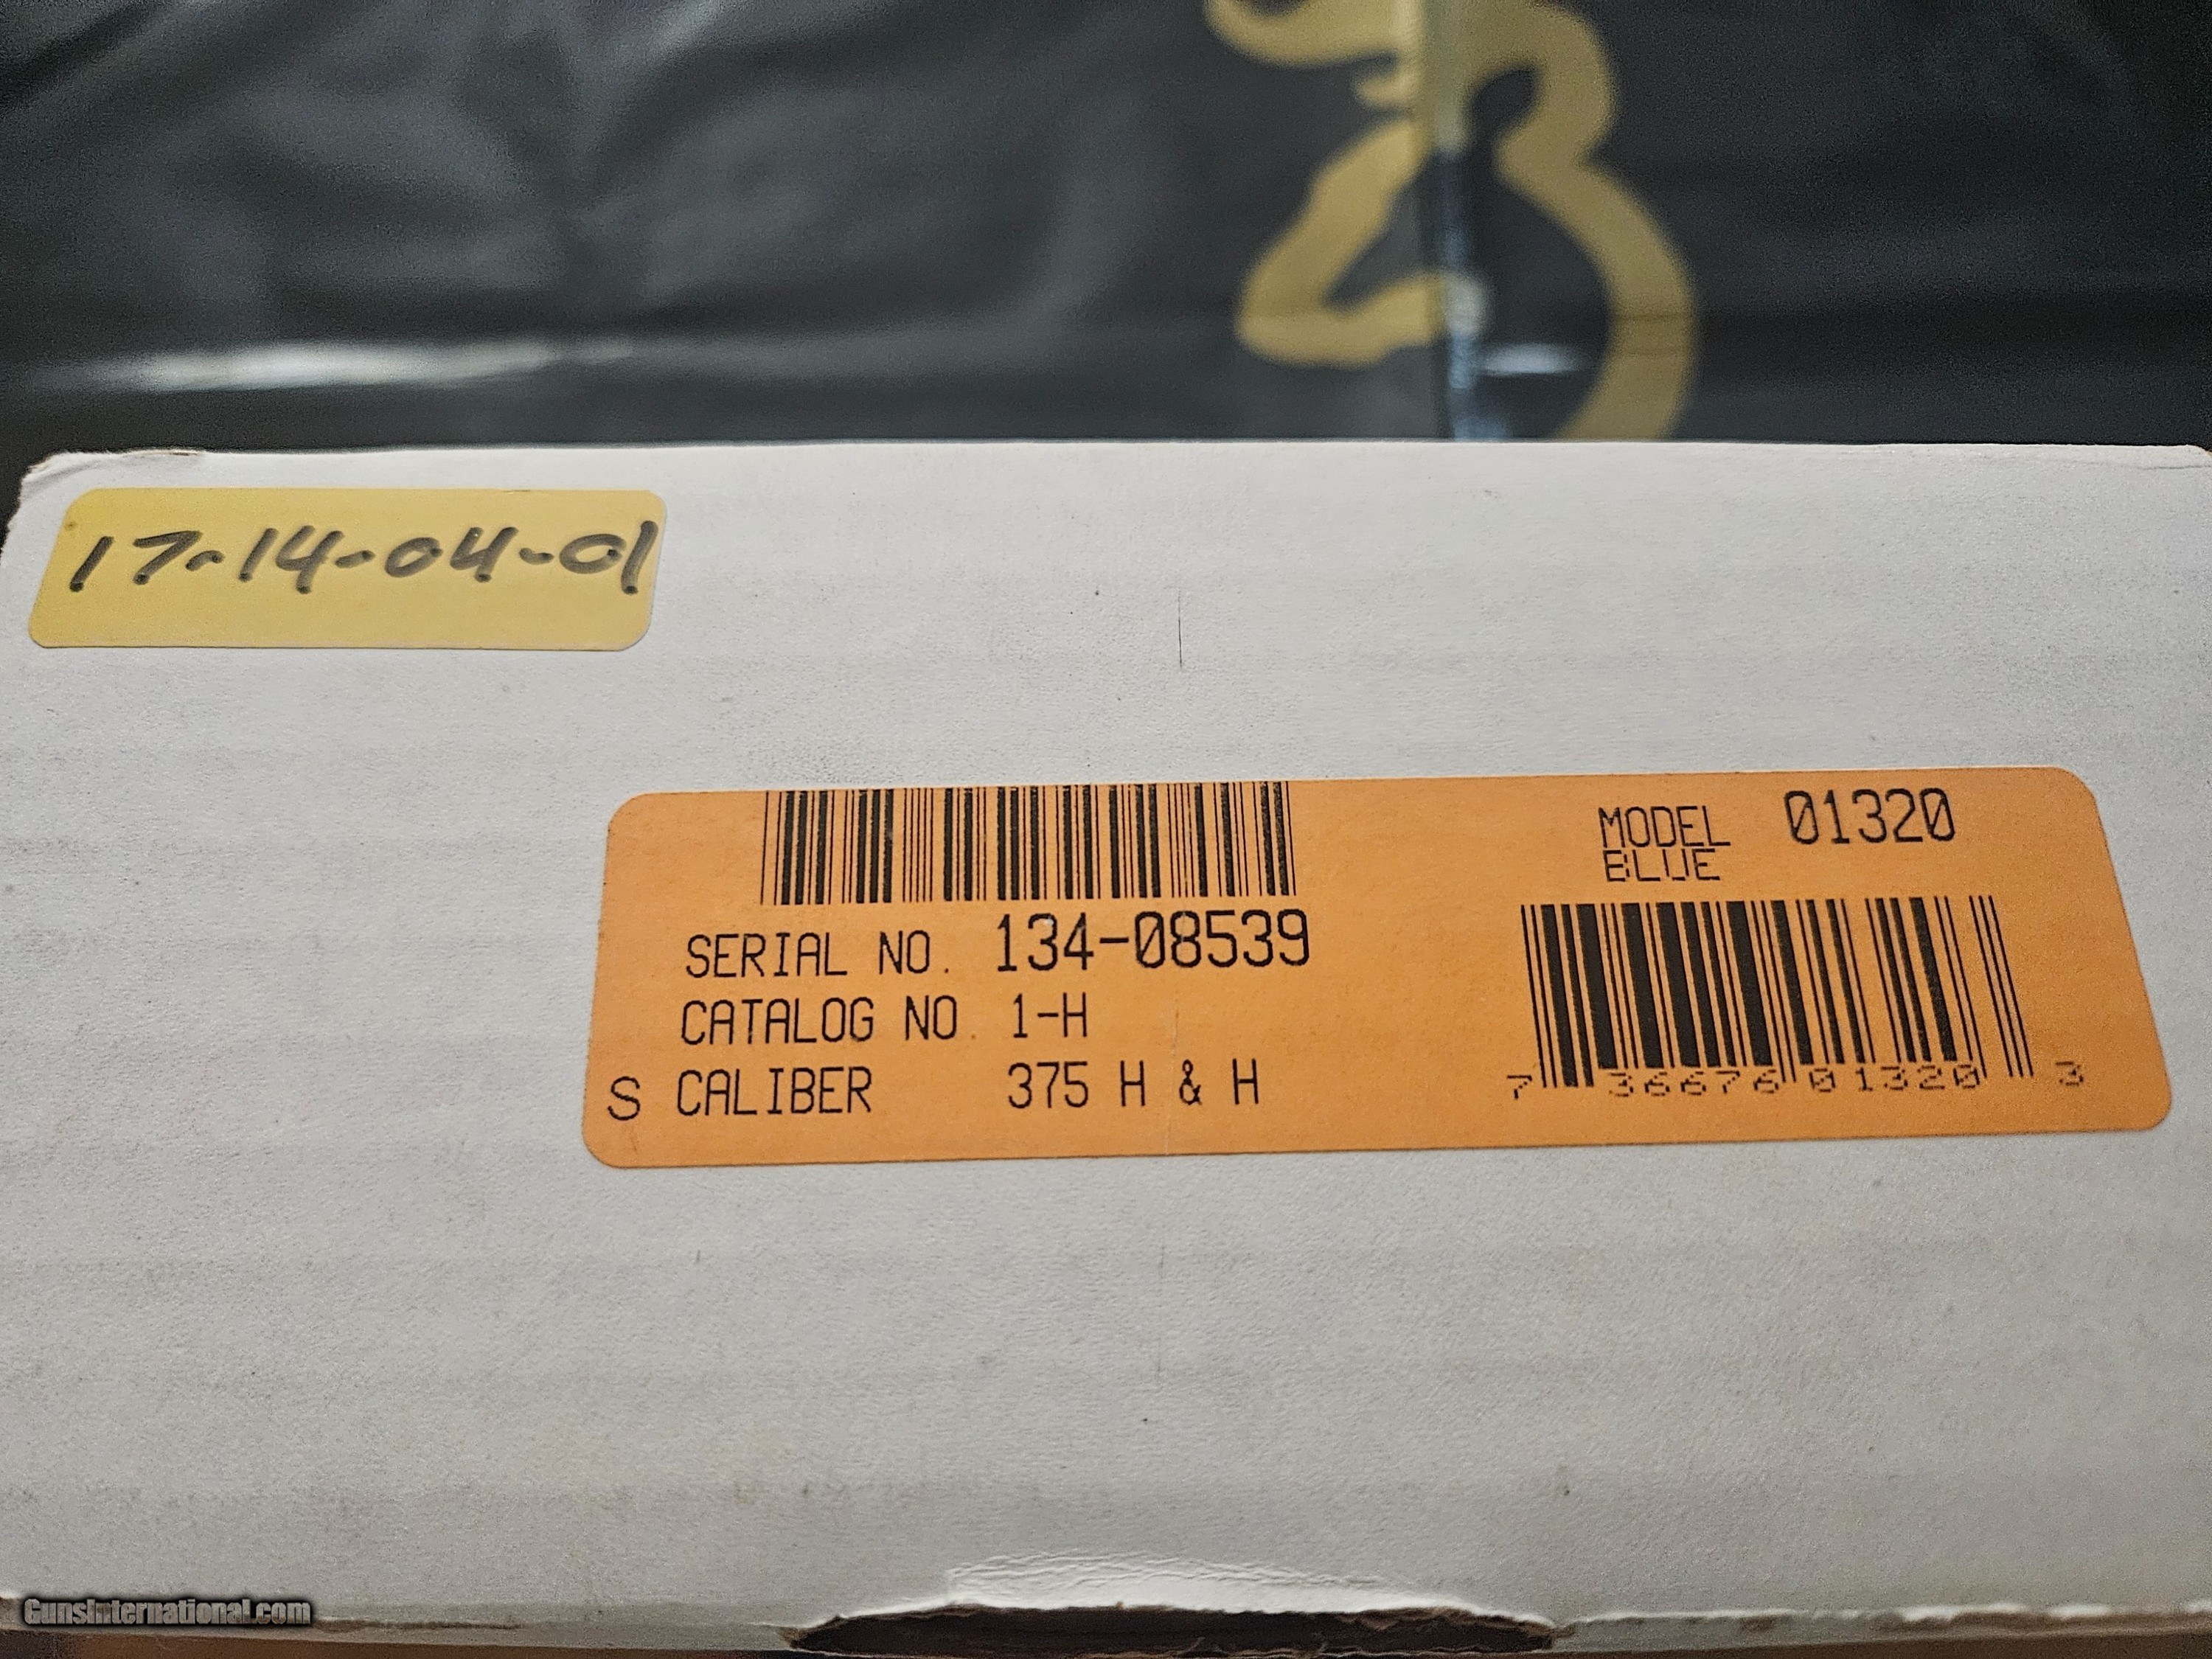 17-14-04-01
MODEL 01320
BLUE
SERIAL NO. 134-08539
CATALOG NO. 1-H
S CALIBER 375 H & H
7 36676 01320 3
GunsInternational.com